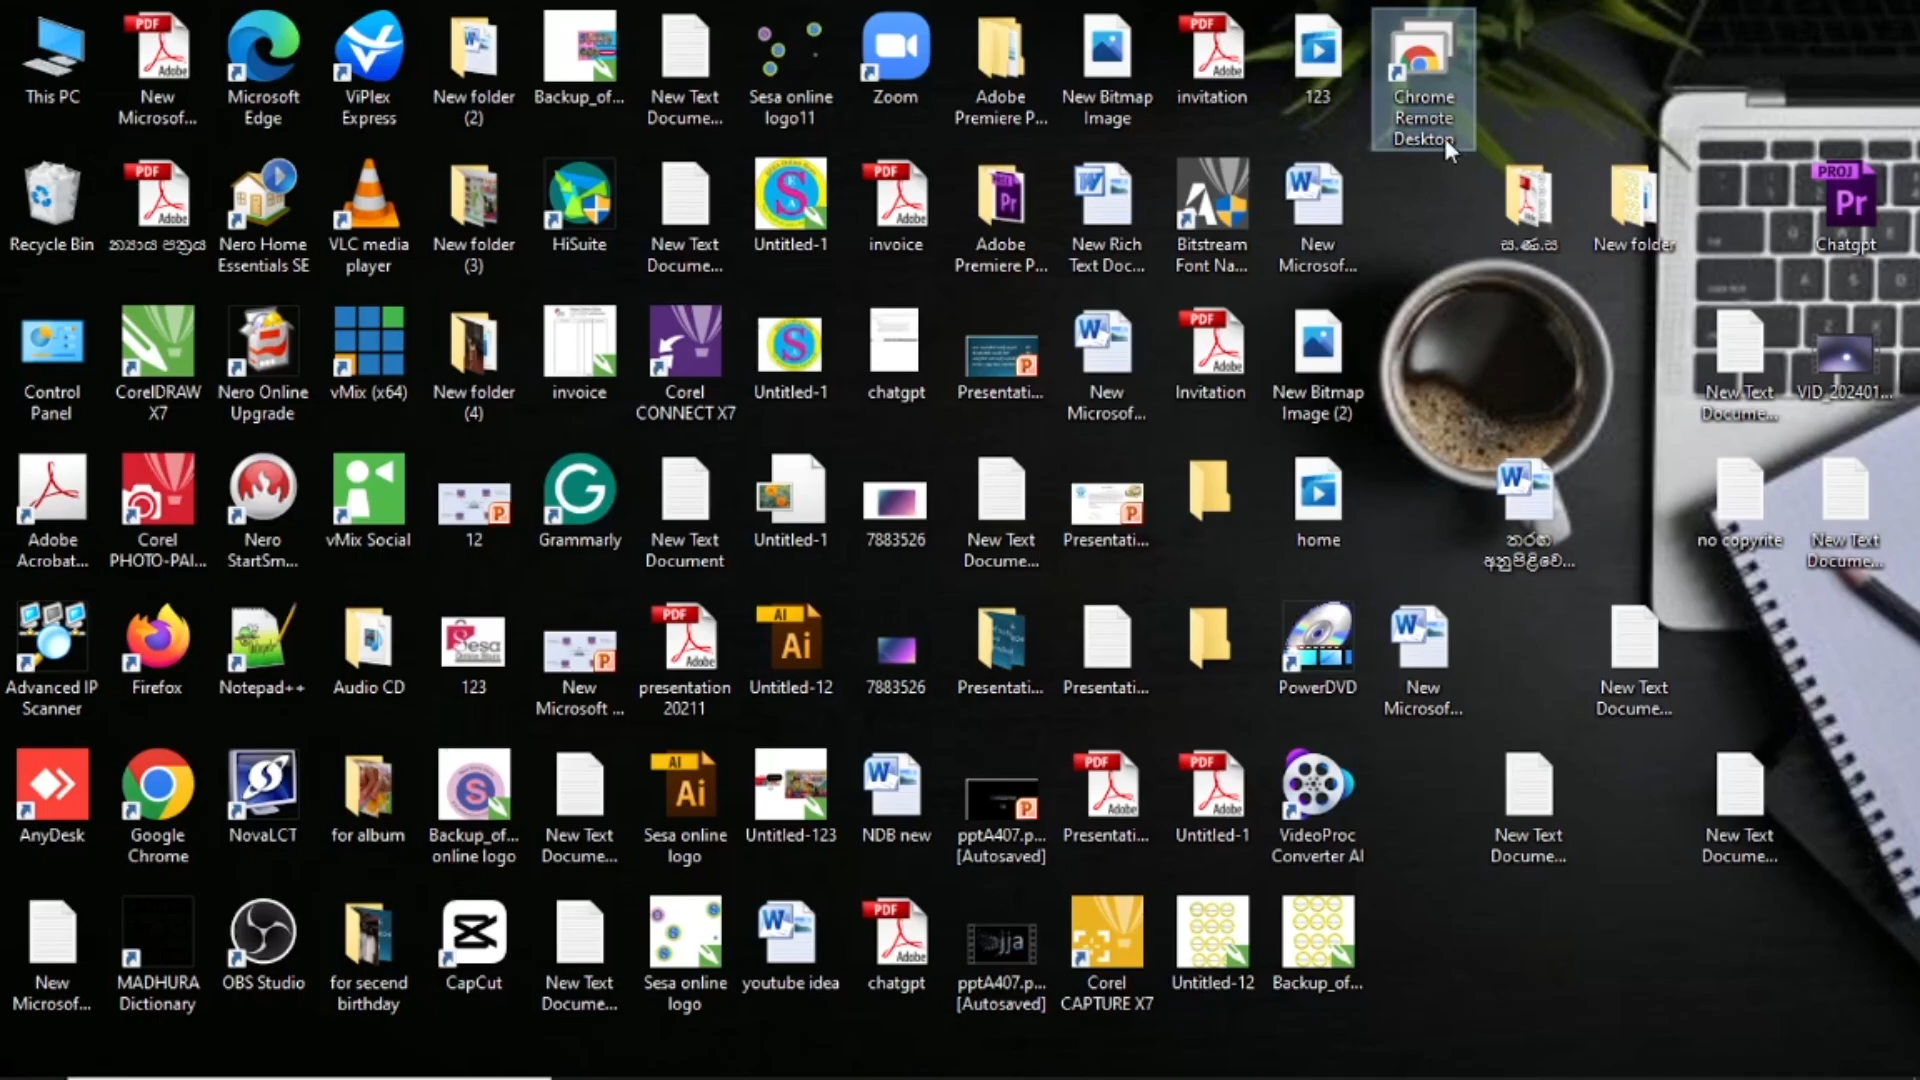 This PC
New
Microsof...
Microsoft
Edge
ViPlex
Express
New folder
(2)
Backup_of...
New Text
Docume...
Sesa online
logo11
Zoom
Adobe
Premiere P...
New Bitmap
Image
invitation
123
Chrome
Remote
Desktop
Recycle Bin
න්‍යාය පත්‍රය
Nero Home
Essentials SE
VLC media
player
New folder
(3)
HiSuite
New Text
Docume...
Untitled-1
invoice
Adobe
Premiere P...
New Rich
Text Doc...
Bitstream
Font Na...
New
Microsof...
ස.ණ.ස
New folder
Chatgpt
Control
Panel
CorelDRAW
X7
Nero Online
Upgrade
vMix (x64)
New folder
(4)
invoice
Corel
CONNECT X7
Untitled-1
chatgpt
Presentati...
New
Microsof...
Invitation
New Bitmap
Image (2)
New Text
Docume...
VID_202401...
Adobe
Acrobat...
Corel
PHOTO-PAI...
Nero
StartSm...
vMix Social
12
Grammarly
New Text
Document
Untitled-1
7883526
New Text
Docume...
Presentati...
home
තරඟ
අනුපිළිවෙ...
no copyrite
New Text
Docume...
Advanced IP
Scanner
Firefox
Notepad++
Audio CD
123
New
Microsoft ...
presentation
20211
Untitled-12
7883526
Presentati...
Presentati...
PowerDVD
New
Microsof...
New Text
Docume...
AnyDesk
Google
Chrome
NovaLCT
for album
Backup_of...
online logo
New Text
Docume...
Sesa online
logo
Untitled-123
NDB new
pptA407.p...
[Autosaved]
Presentati...
Untitled-1
VideoProc
Converter AI
New Text
Docume...
New Text
Docume...
New
Microsof...
MADHURA
Dictionary
OBS Studio
for secend
birthday
CapCut
New Text
Docume...
Sesa online
logo
youtube idea
chatgpt
pptA407.p...
[Autosaved]
Corel
CAPTURE X7
Untitled-12
Backup_of...